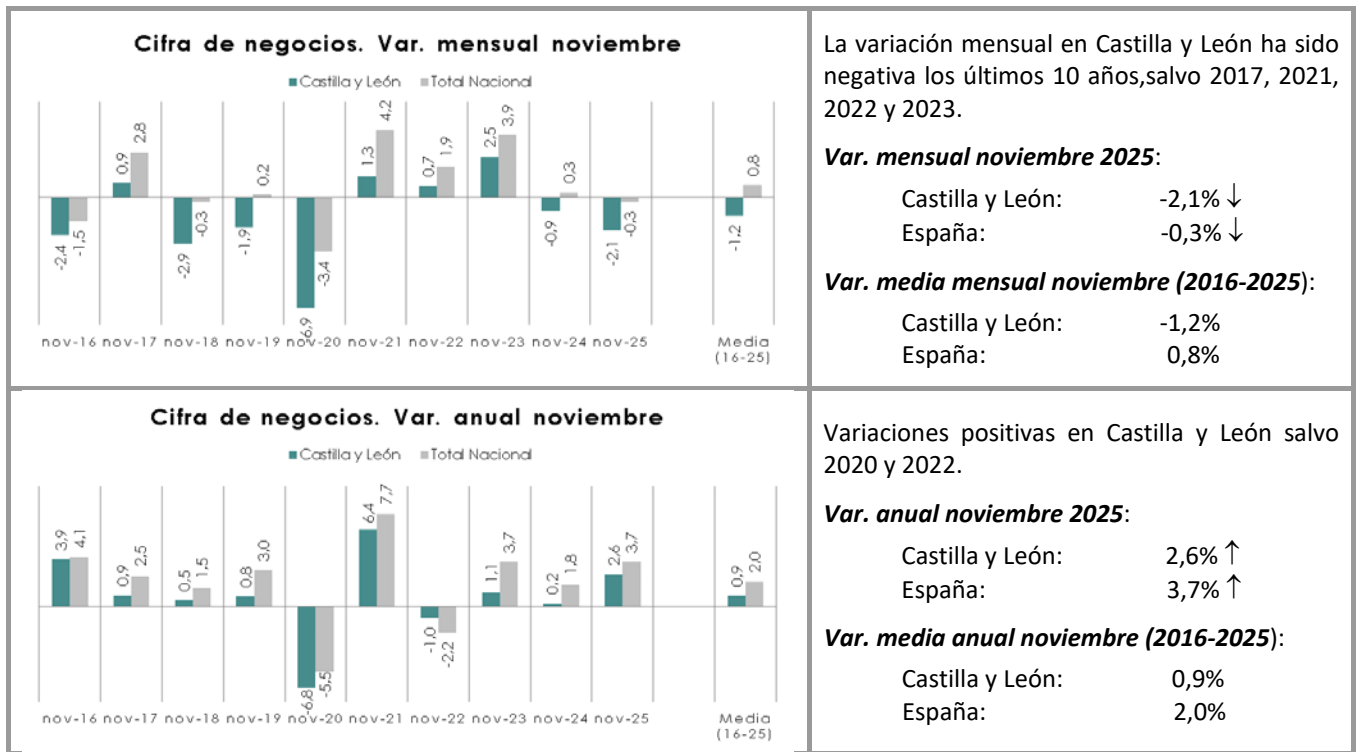 Cifra de negocios. Var. mensual noviembre
Castilla y León Total Nacional
-2,4 -1,5 0,9 2,8 -2,9 -0,3 -1,9 0,2 -6,9 -3,4 1,3 4,2 0,7 1,9 2,5 3,9 -0,9 0,3 -2,1 -0,3 -1,2 0,8
nov-16 nov-17 nov-18 nov-19 nov-20 nov-21 nov-22 nov-23 nov-24 nov-25 Media
(16-25)
La variación mensual en Castilla y León ha sido
negativa los últimos 10 años,salvo 2017, 2021,
2022 y 2023.
Var. mensual noviembre 2025:
Castilla y León: -2,1% ↓
España: -0,3% ↓
Var. media mensual noviembre (2016-2025):
Castilla y León: -1,2%
España: 0,8%
Cifra de negocios. Var. anual noviembre
Castilla y León Total Nacional
3,9 4,1 0,9 2,5 0,5 1,5 0,8 3,0 -6,8 -5,5 6,4 7,7 -1,0 -2,2 1,1 3,7 0,2 1,8 2,6 3,7 0,9 2,0
nov-16 nov-17 nov-18 nov-19 nov-20 nov-21 nov-22 nov-23 nov-24 nov-25 Media
(16-25)
Variaciones positivas en Castilla y León salvo
2020 y 2022.
Var. anual noviembre 2025:
Castilla y León: 2,6% ↑
España: 3,7% ↑
Var. media anual noviembre (2016-2025):
Castilla y León: 0,9%
España: 2,0%